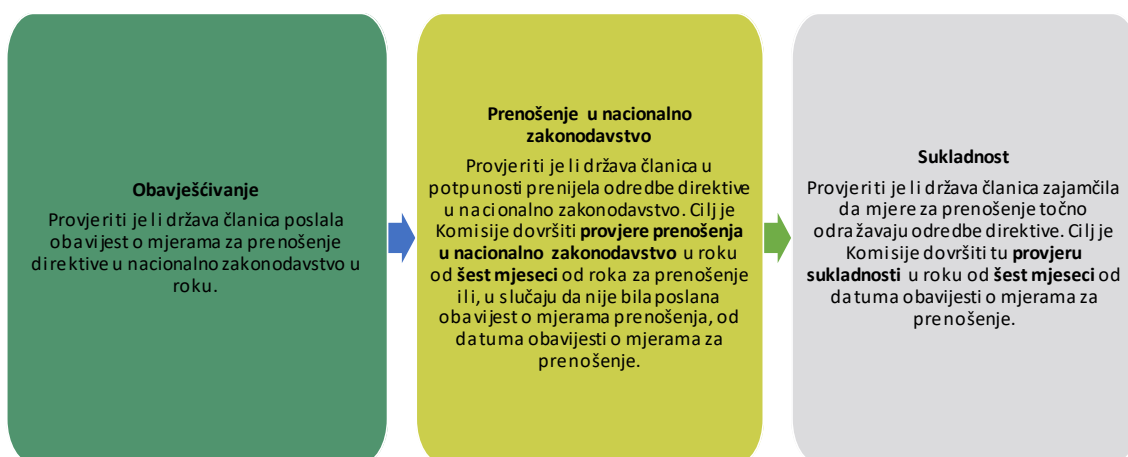 Obavješćivanje
Provjeriti je li država članica poslala
obavijest o mjerama za prenošenje
direktive u nacionalno zakonodavstvo u
roku.
Prenošenje u nacionalno
zakonodavstvo
Provjeriti je li država članica u
potpunosti prenijela odredbe direktive
u nacionalno zakonodavstvo. Cilj je
Komisije dovršiti provjere prenošenja
u nacionalno zakonodavstvo u roku
od šest mjeseci od roka za prenošenje
ili, u slučaju da nije bila poslana
obavijest o mjerama prenošenja, od
datuma obavijesti o mjerama za
prenošenje.
Sukladnost
Provjeriti je li država članica zajamčila
da mjere za prenošenje točno
odražavaju odredbe direktive. Cilj je
Komisije dovršiti tu provjeru
sukladnosti u roku od šest mjeseci od
datuma obavijesti o mjerama za
prenošenje.